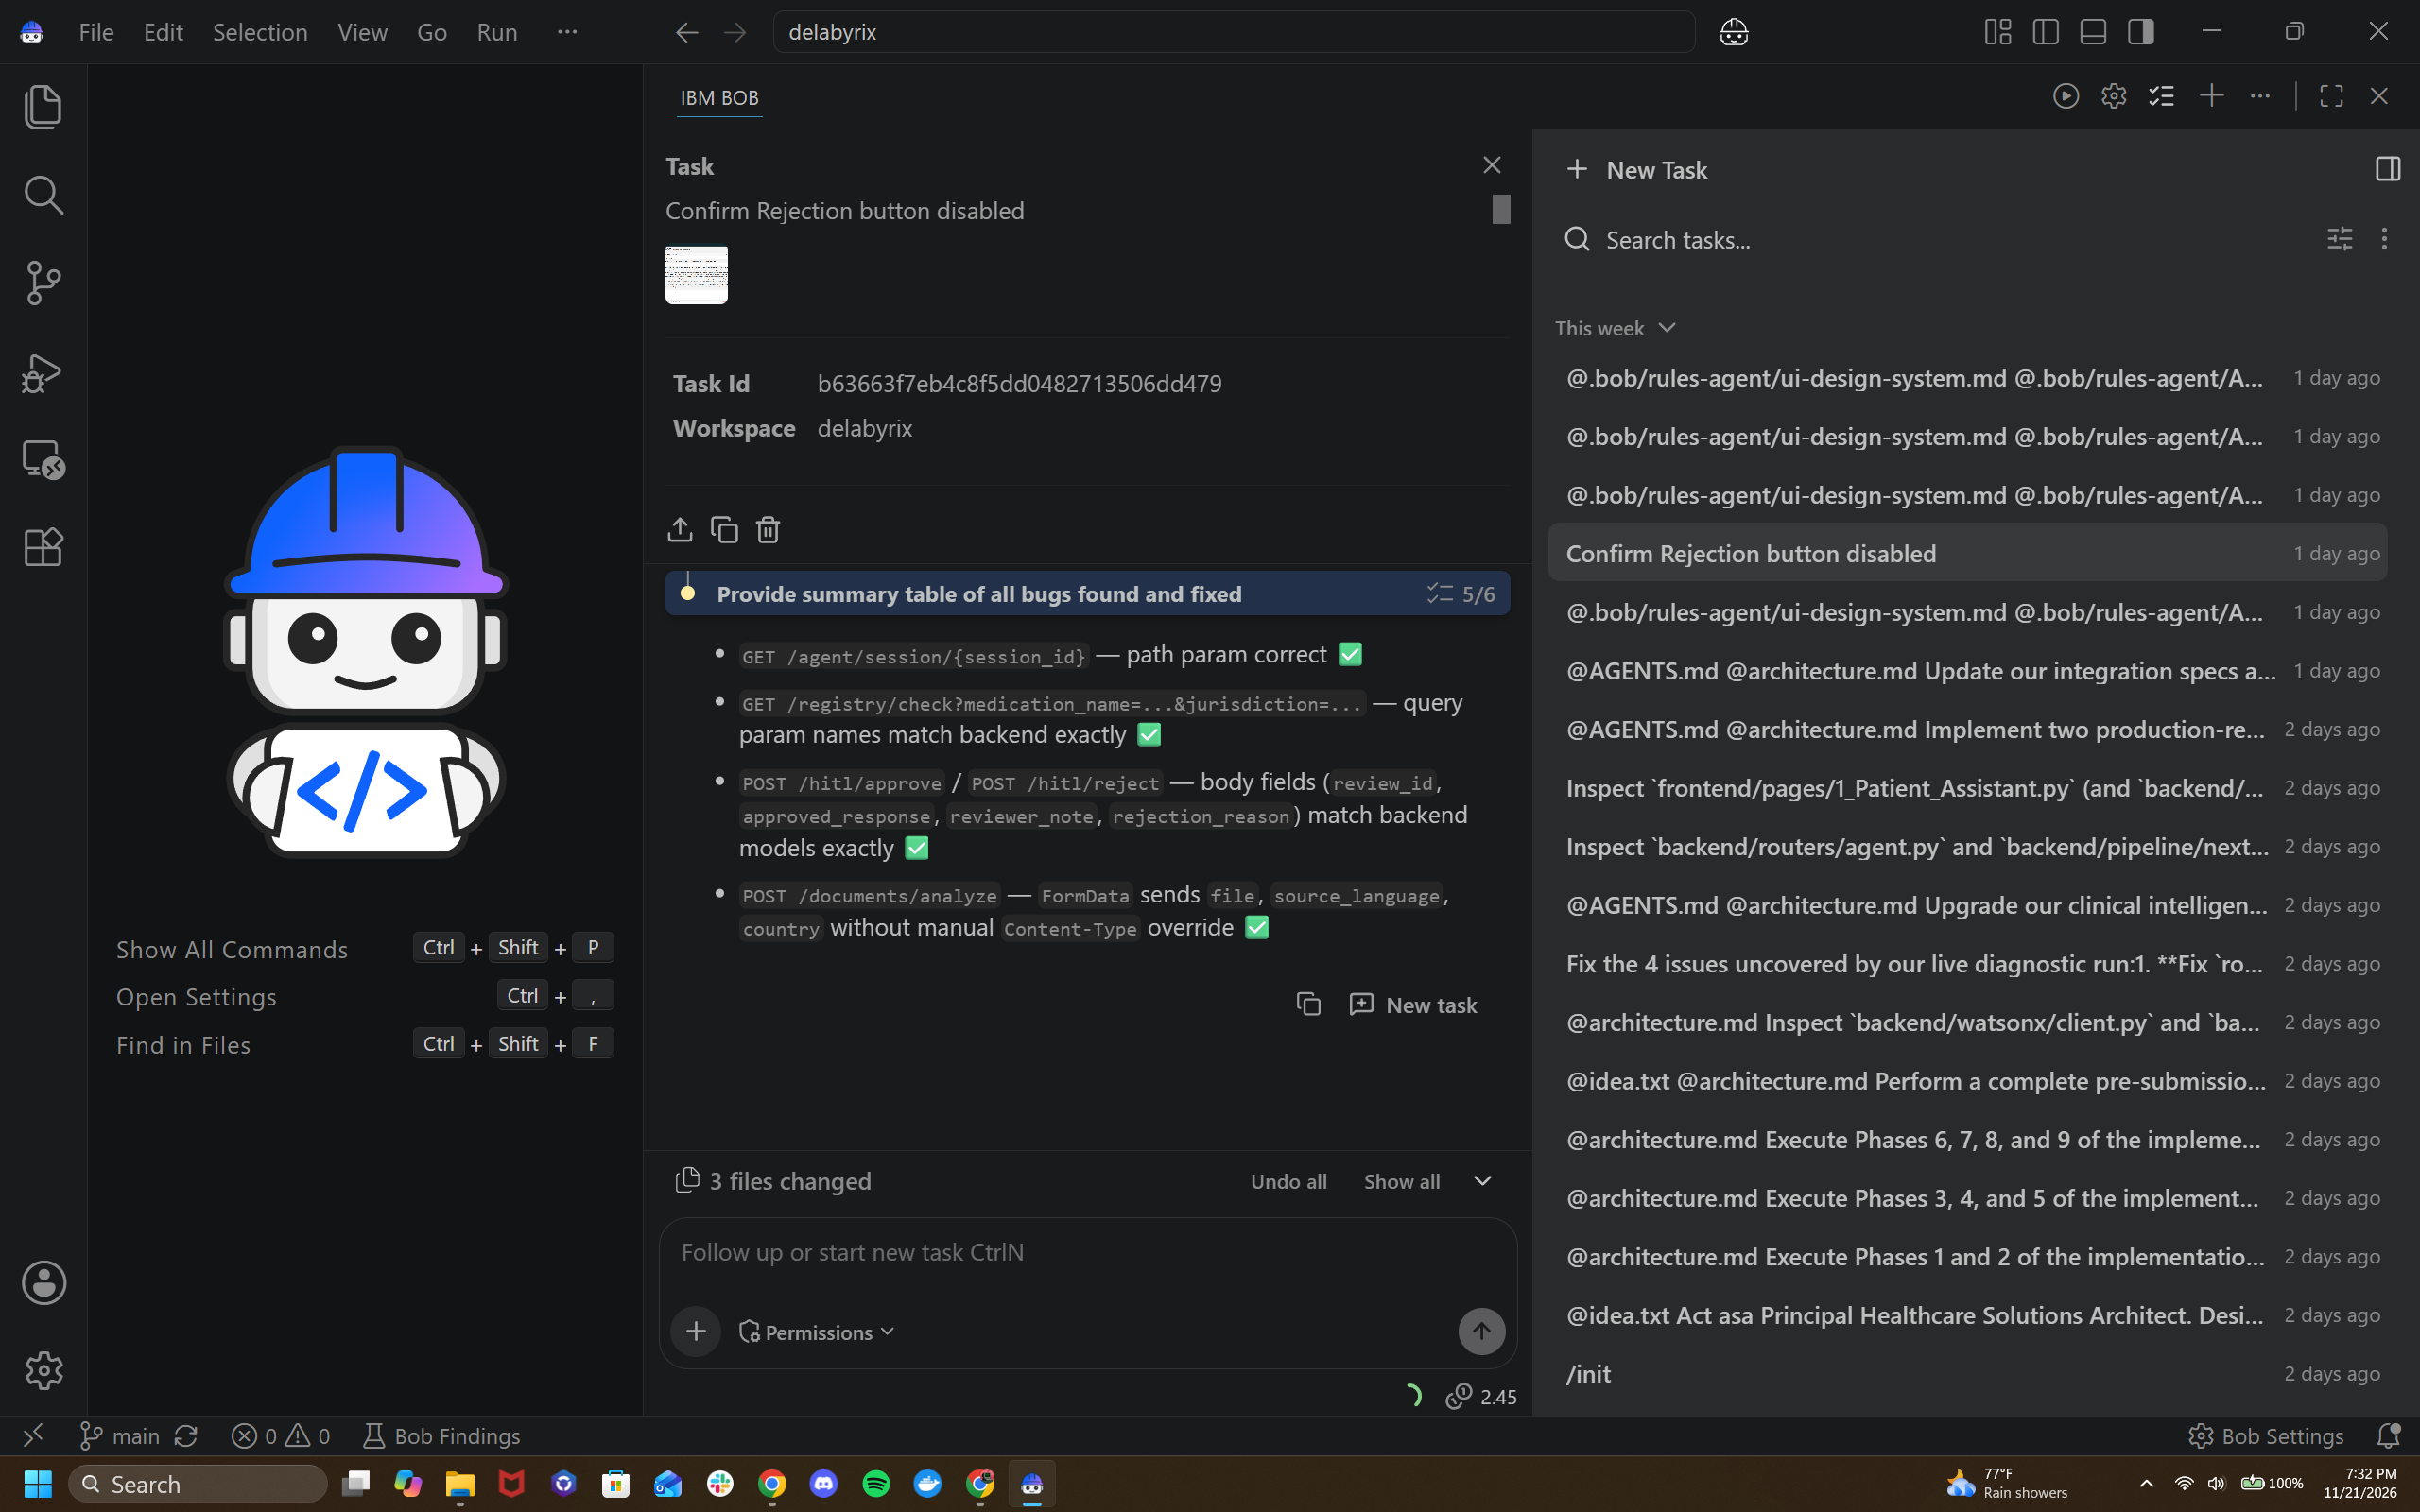 File Edit Selection View Go Run ...
delabyrix
IBM BOB
Task
Confirm Rejection button disabled
Task Id b63663f7eb4c8f5dd0482713506dd479
Workspace delabyrix
Provide summary table of all bugs found and fixed 5/6
• GET /agent/session/{session_id} — path param correct ✅
• GET /registry/check?medication_name=...&jurisdiction=... — query
param names match backend exactly ✅
• POST /hitl/approve / POST /hitl/reject — body fields (review_id,
approved_response, reviewer_note, rejection_reason) match backend
models exactly ✅
• POST /documents/analyze — FormData sends file, source_language,
country without manual Content-Type override ✅
New task
3 files changed Undo all Show all
Follow up or start new task CtrlN
Permissions
2.45
Show All Commands Ctrl + Shift + P
Open Settings Ctrl + ,
Find in Files Ctrl + Shift + F
New Task
Search tasks...
This week
@.bob/rules-agent/ui-design-system.md @.bob/rules-agent/A... 1 day ago
@.bob/rules-agent/ui-design-system.md @.bob/rules-agent/A... 1 day ago
@.bob/rules-agent/ui-design-system.md @.bob/rules-agent/A... 1 day ago
Confirm Rejection button disabled 1 day ago
@.bob/rules-agent/ui-design-system.md @.bob/rules-agent/A... 1 day ago
@AGENTS.md @architecture.md Update our integration specs a... 1 day ago
@AGENTS.md @architecture.md Implement two production-re... 2 days ago
Inspect `frontend/pages/1_Patient_Assistant.py` (and `backend/... 2 days ago
Inspect `backend/routers/agent.py` and `backend/pipeline/next... 2 days ago
@AGENTS.md @architecture.md Upgrade our clinical intelligen... 2 days ago
Fix the 4 issues uncovered by our live diagnostic run:1. **Fix `ro... 2 days ago
@architecture.md Inspect `backend/watsonx/client.py` and `ba... 2 days ago
@idea.txt @architecture.md Perform a complete pre-submissio... 2 days ago
@architecture.md Execute Phases 6, 7, 8, and 9 of the impleme... 2 days ago
@architecture.md Execute Phases 3, 4, and 5 of the implement... 2 days ago
@architecture.md Execute Phases 1 and 2 of the implementatio... 2 days ago
@idea.txt Act asa Principal Healthcare Solutions Architect. Desi... 2 days ago
/init 2 days ago
main 0 0 Bob Findings Bob Settings
Search
77°F
Rain showers
100%
7:32 PM
11/21/2026